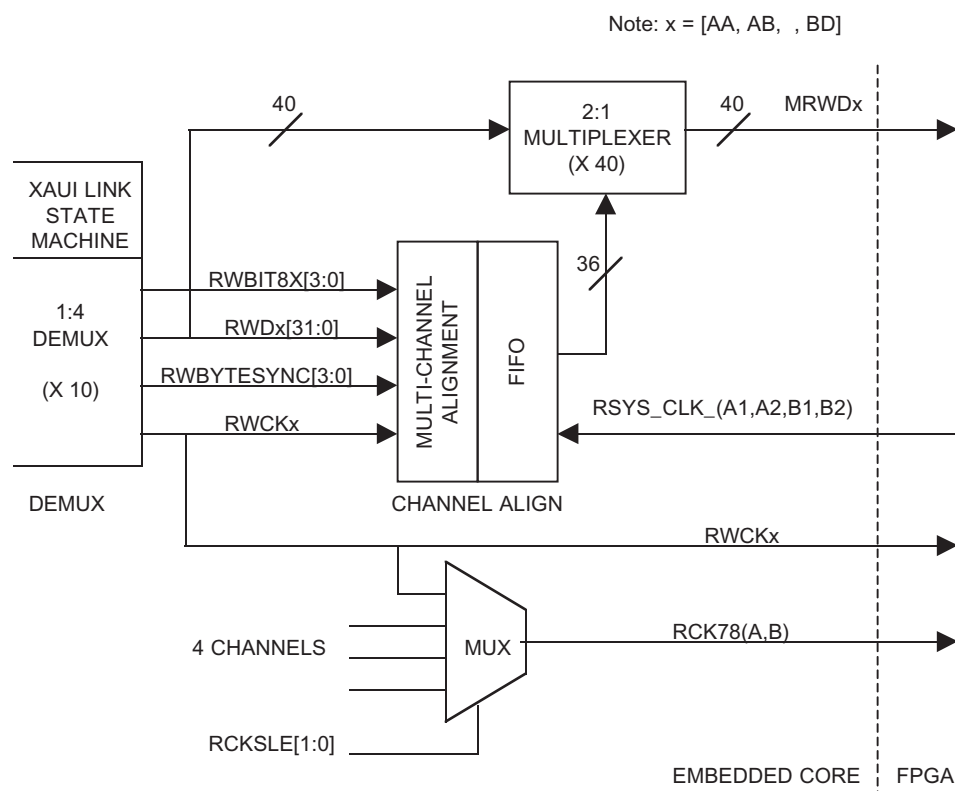 Note: x = [AA, AB,  , BD]
40
2:1
MULTIPLEXER
(X 40)
40
MRWDx
XAUI LINK
STATE
MACHINE
1:4
DEMUX
(X 10)
RWBIT8X[3:0]
RWDx[31:0]
RWBYTESYNC[3:0]
RWCKx
MULTI-CHANNEL
ALIGNMENT
FIFO
36
RSYS_CLK_(A1,A2,B1,B2)
DEMUX
CHANNEL ALIGN
RWCKx
4 CHANNELS
MUX
RCK78(A,B)
RCKSLE[1:0]
EMBEDDED CORE
FPGA